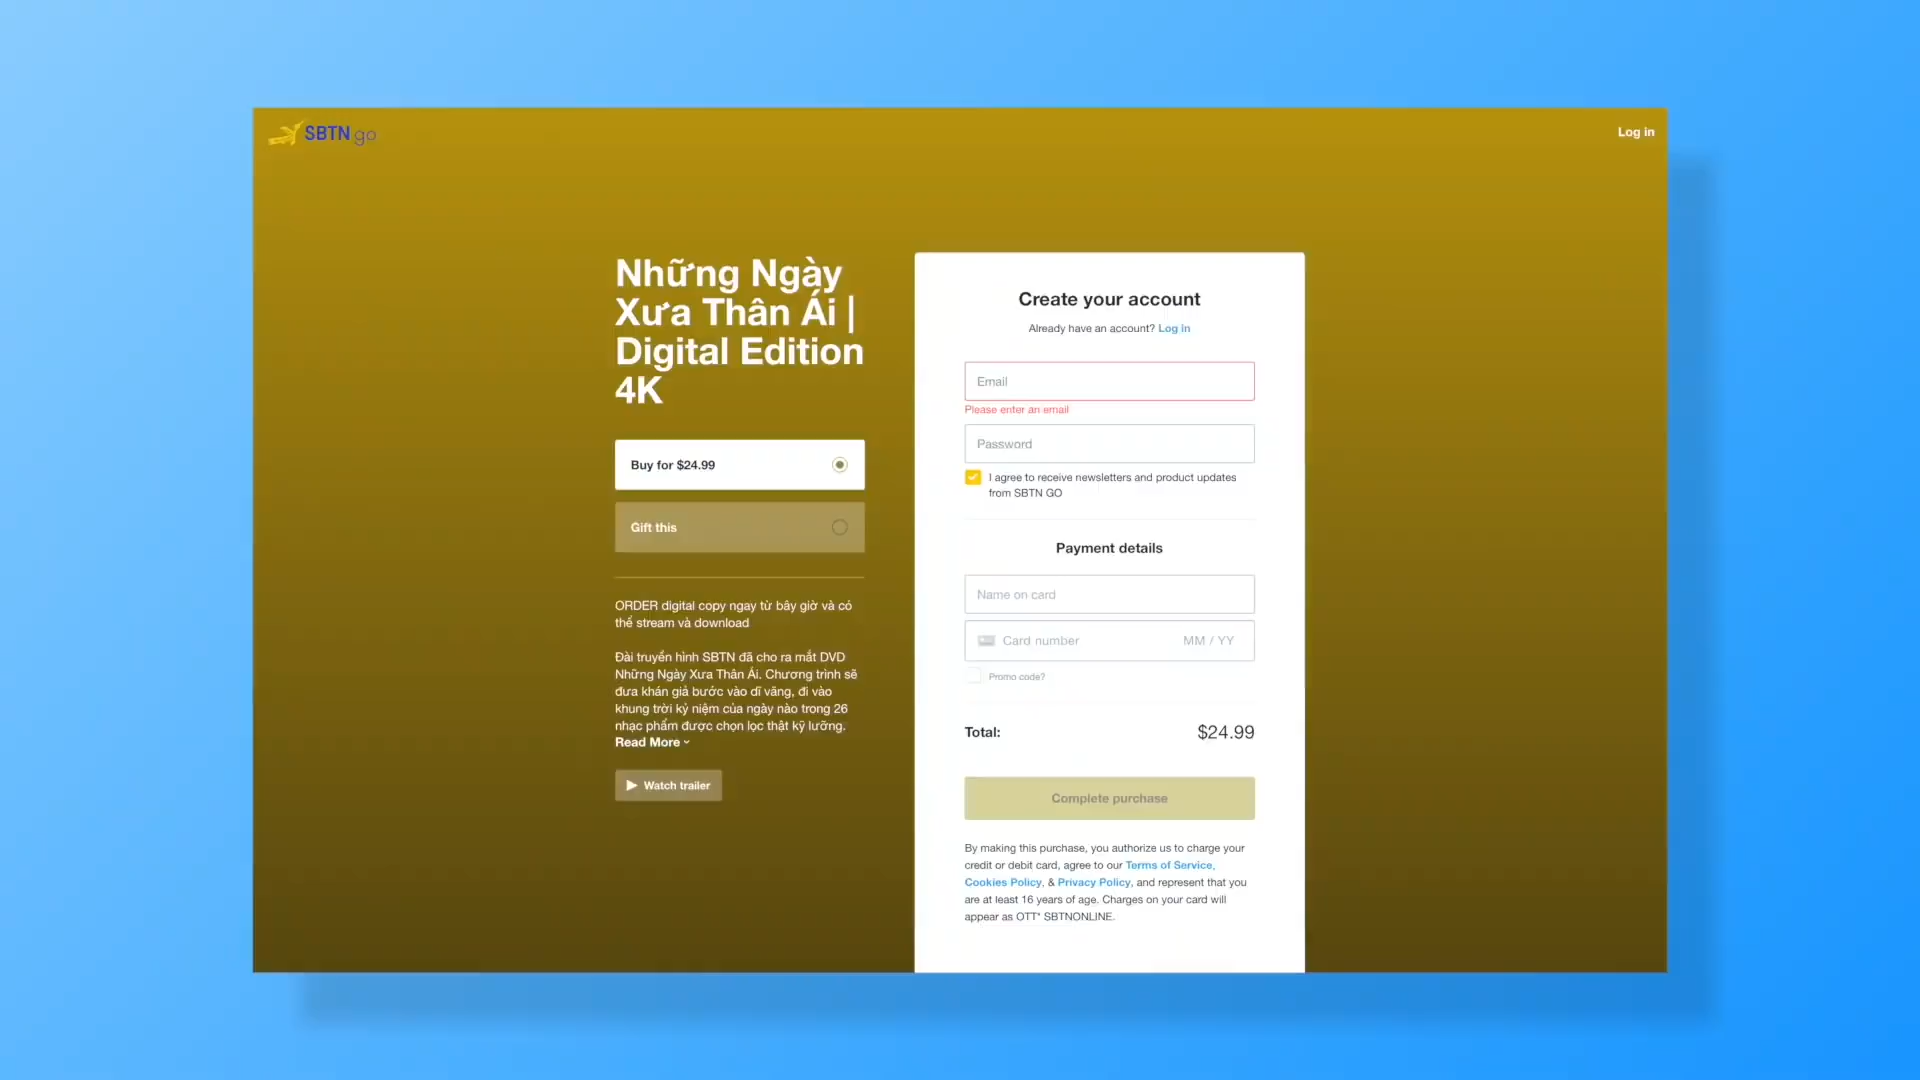 SBTN go
Log in
Những Ngày
Xưa Thân Ái |
Digital Edition
4K
Buy for $24.99
Gift this
ORDER digital copy ngay từ bây giờ và có
thể stream và download
Đài truyền hình SBTN đã cho ra mắt DVD
Những Ngày Xưa Thân Ái. Chương trình sẽ
đưa khán giả bước vào dĩ vãng, đi vào
khung trời kỷ niệm của ngày nào trong 26
nhạc phẩm được chọn lọc thật kỹ lưỡng.
Read More
Watch trailer
Create your account
Already have an account? Log in
Email
Please enter an email
Password
I agree to receive newsletters and product updates
from SBTN GO
Payment details
Name on card
Card number MM / YY
Promo code?
Total: $24.99
Complete purchase
By making this purchase, you authorize us to charge your
credit or debit card, agree to our Terms of Service,
Cookies Policy, & Privacy Policy, and represent that you
are at least 16 years of age. Charges on your card will
appear as OTT* SBTNONLINE.